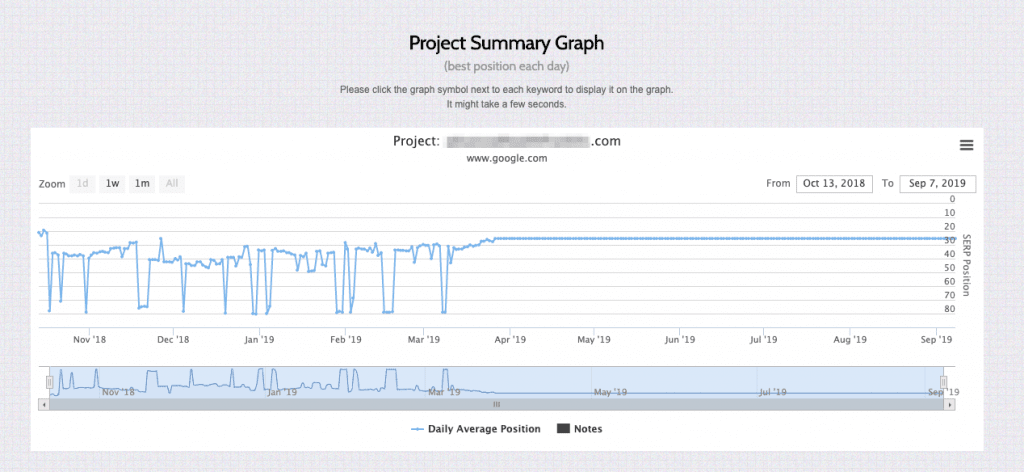 Project Summary Graph
(best position each day)
Please click the graph symbol next to each keyword to display it on the graph.
It might take a few seconds.
Project: .com
www.google.com
Zoom 1d 1w 1m All From Oct 13, 2018 To Sep 7, 2019
0
10
20
30
40
50
60
70
80
SERP Position
Nov '18 Dec '18 Jan '19 Feb '19 Mar '19 Apr '19 May '19 Jun '19 Jul '19 Aug '19 Sep '19
Nov '18 Jan '19 Mar '19 May '19 Jul '19 Sep '19
Daily Average Position Notes